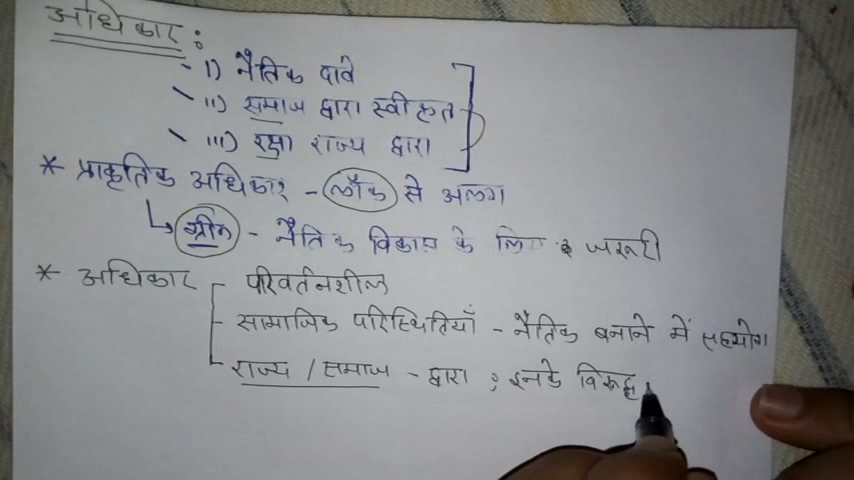 अधिकार :
- i) नैतिक दावे
- ii) समाज द्वारा स्वीकृत
- iii) रक्षा राज्य द्वारा
* प्राकृतिक अधिकार - लॉक से अलग
↳ ग्रीन - नैतिक विकास के लिए जरूरी
* अधिकार - परिवर्तनशील
- सामाजिक परिस्थितियाँ - नैतिक बनाने में सहयोग
- राज्य / समाज - द्वारा ; इनके विरूद्ध